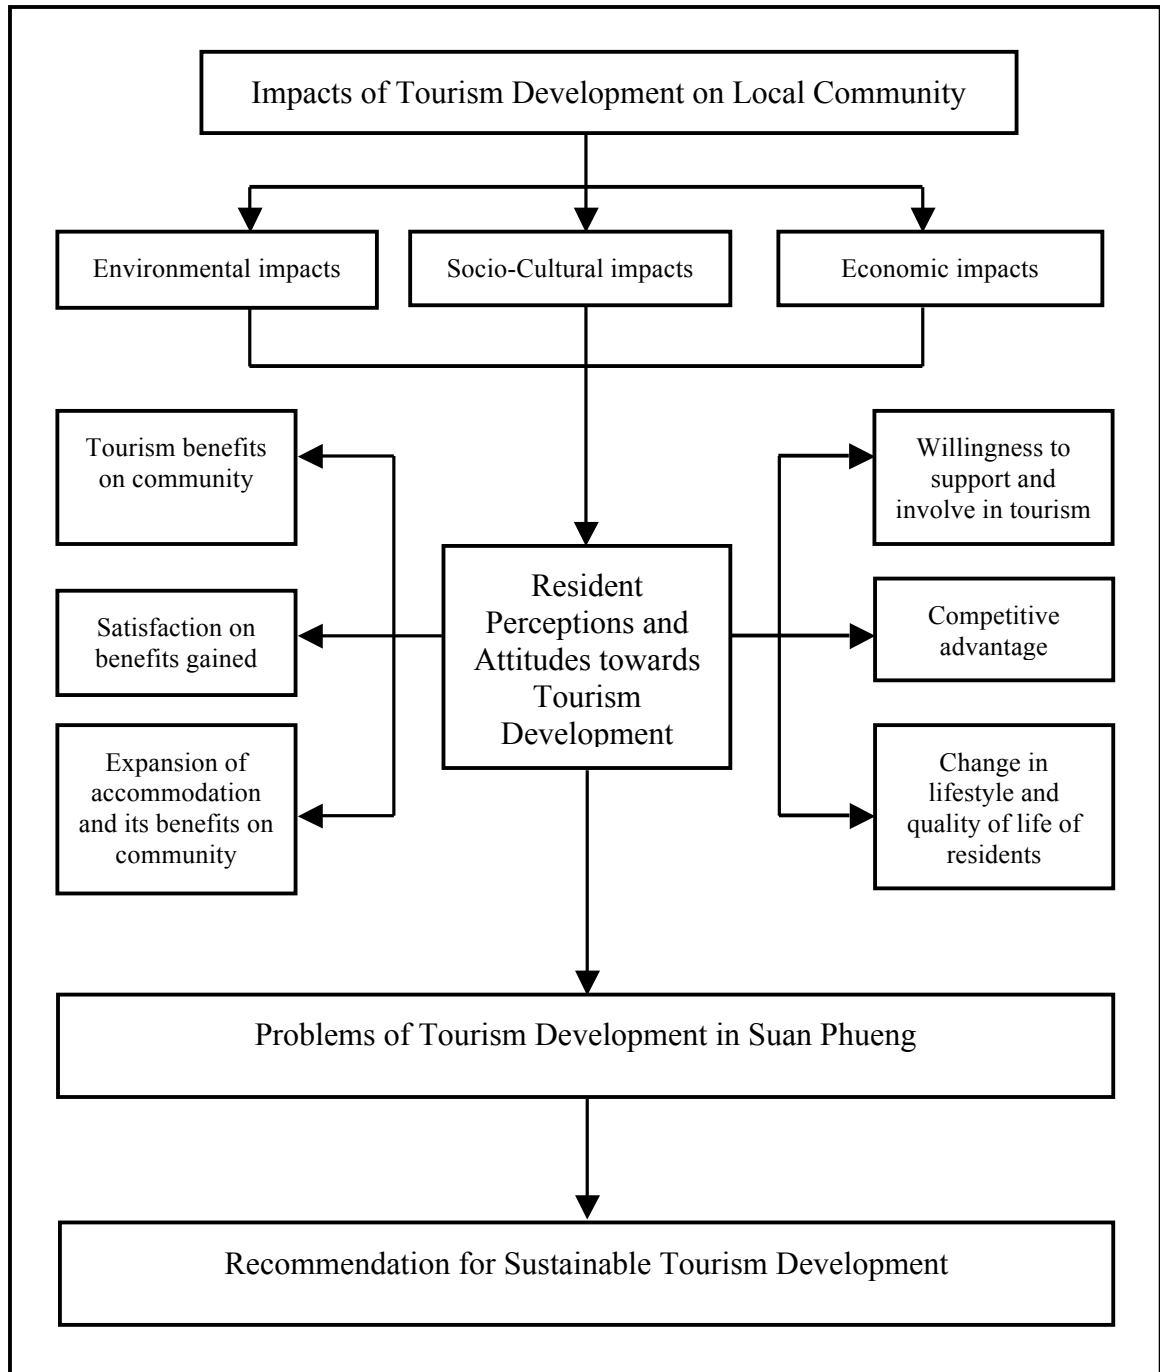 Impacts of Tourism Development on Local Community
Environmental impacts
Socio-Cultural impacts
Economic impacts
Tourism benefits
on community
Willingness to
support and
involve in tourism
Satisfaction on
benefits gained
Resident
Perceptions and
Attitudes towards
Tourism
Development
Competitive
advantage
Expansion of
accommodation
and its benefits on
community
Change in
lifestyle and
quality of life of
residents
Problems of Tourism Development in Suan Phueng
Recommendation for Sustainable Tourism Development